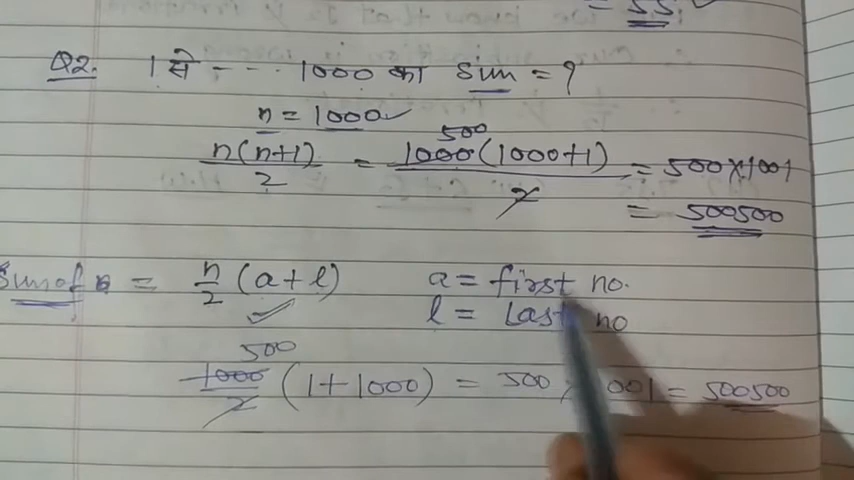 = 55
Q2. 1 से ---- 1000 का Sum = ?
n = 1000
n(n+1)/2 = 500 1000(1000+1)/2 = 500×1001
= 500500
Sum of n = n/2 (a+l) a = first no.
l = Last no
500
1000/2 (1+1000) = 500 × 1001 = 500500